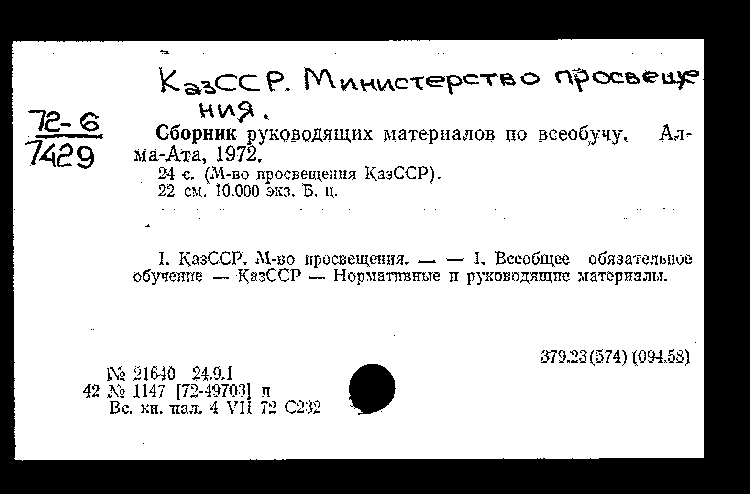 КазССР. Министерство просвеще
ния.
72-6
7429
Сборник руководящих материалов по всеобучу. Ал-
ма-Ата, 1972.
24 с. (М-во просвещения КазССР).
22 см. 10.000 экз. Б. ц.
I. КазССР. М-во просвещения. — — 1. Всеобщее обязательное
обучение — КазССР — Нормативные и руководящие материалы.
379.23(574) (094.58)
№ 21640 24.9.1
42 № 1147 [72-49703] п
Вс. кн. пал. 4 VII 72 С232